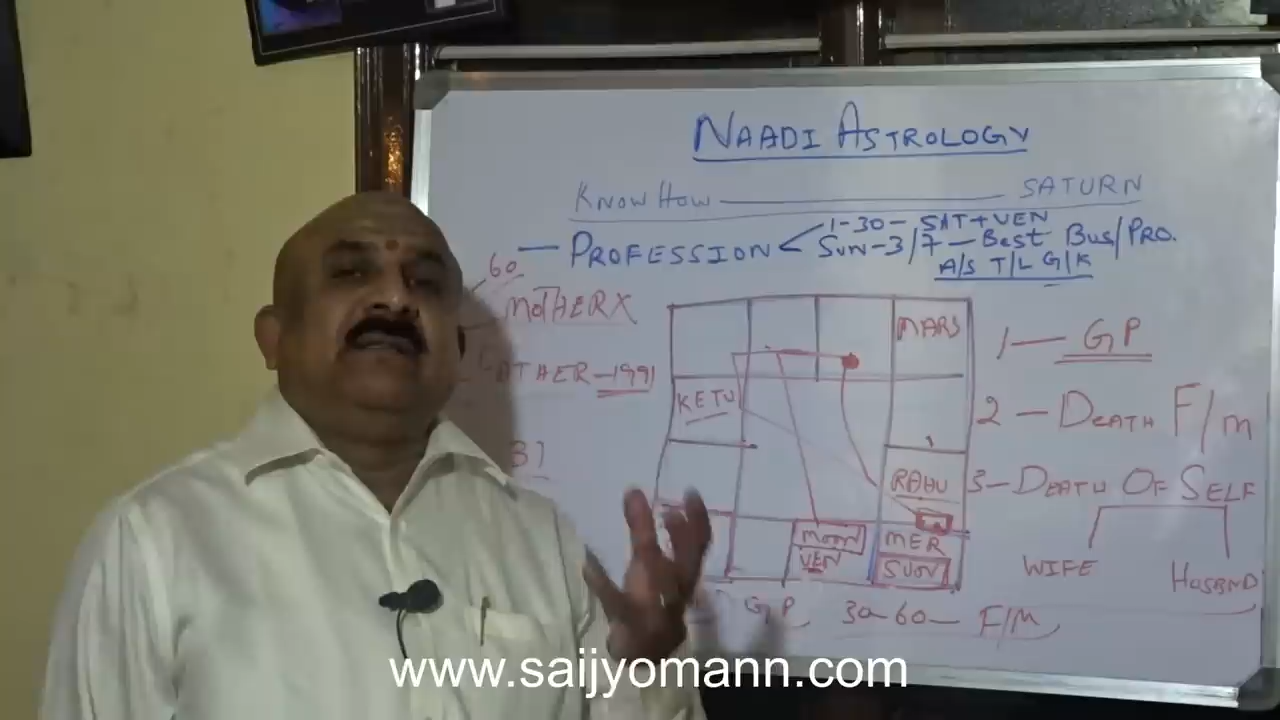 NAADI ASTROLOGY
KNOW HOW ————— SATURN
— PROFESSION < 1-30- SAT+VEN
SUN-3/7-BEST BUS/PRO.
A/S T/L G/K
60
MOTHER X
ATHER-1991
MARS
KETU
RAHU
MOON
VEN
MER
SUN
1 — GP
2 - DEATH F/M
3-DEATH OF SELF
WIFE
HUSBND
GP 30-60- F/M
www.saijyomann.com